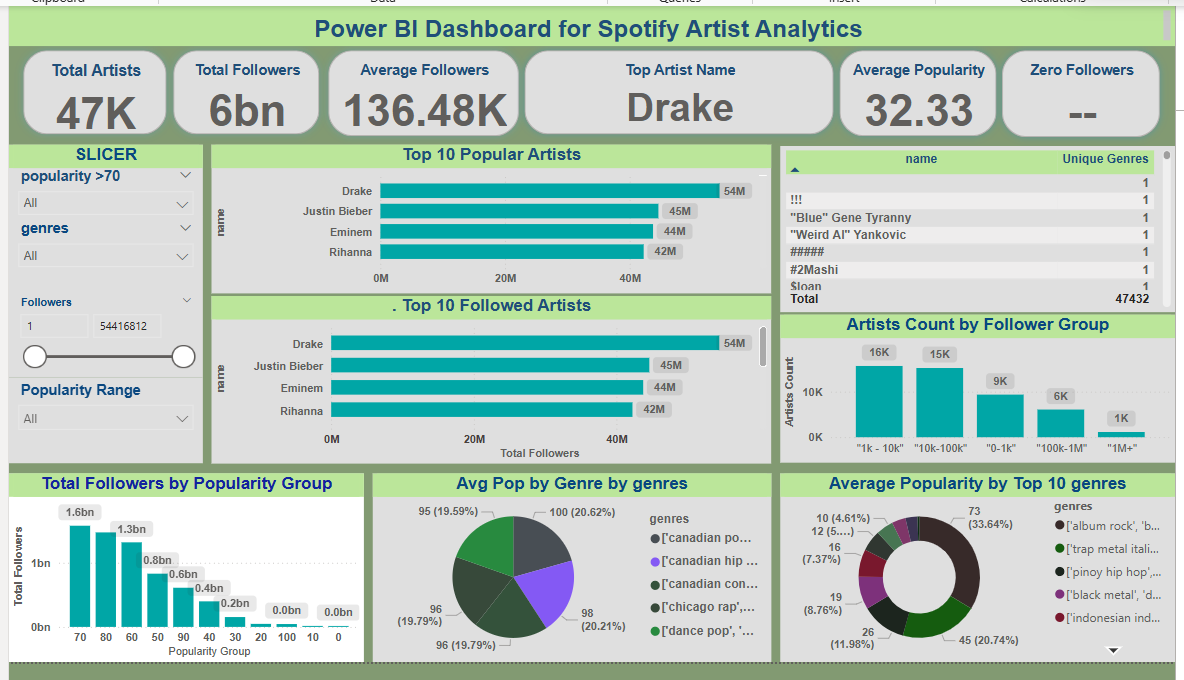 Clipboard
Data
Queries
Insert
Calculations
Power BI Dashboard for Spotify Artist Analytics
Total Artists
47K
Total Followers
6bn
Average Followers
136.48K
Top Artist Name
Drake
Average Popularity
32.33
Zero Followers
--
SLICER
popularity >70
All
genres
All
Followers
1
54416812
Popularity Range
All
Top 10 Popular Artists
name
Drake
54M
Justin Bieber
45M
Eminem
44M
Rihanna
42M
0M
20M
40M
. Top 10 Followed Artists
name
Drake
54M
Justin Bieber
45M
Eminem
44M
Rihanna
42M
0M
20M
40M
Total Followers
name Unique Genres
1
!!! 1
"Blue" Gene Tyranny 1
"Weird Al" Yankovic 1
##### 1
#2Mashi 1
$loan 1
Total 47432
Artists Count by Follower Group
Artists Count
10K
0K
16K
15K
9K
6K
1K
"1k - 10k"
"10k-100k"
"0-1k"
"100k-1M"
"1M+"
Total Followers by Popularity Group
Total Followers
1bn
0bn
1.6bn
1.3bn
0.8bn
0.6bn
0.4bn
0.2bn
0.0bn
0.0bn
70 80 60 50 90 40 30 20 100 10 0
Popularity Group
Avg Pop by Genre by genres
95 (19.59%)
100 (20.62%)
96
(19.79%)
98
(20.21%)
96 (19.79%)
genres
['canadian po...
['canadian hip ...
['canadian con...
['chicago rap',...
['dance pop', '...
Average Popularity by Top 10 genres
10 (4.61%)
12 (5....)
16
(7.37%)
19
(8.76%)
26
(11.98%)
73
(33.64%)
45 (20.74%)
genres
['album rock', 'b...
['trap metal itali...
['pinoy hip hop',...
['black metal', 'd...
['indonesian ind...